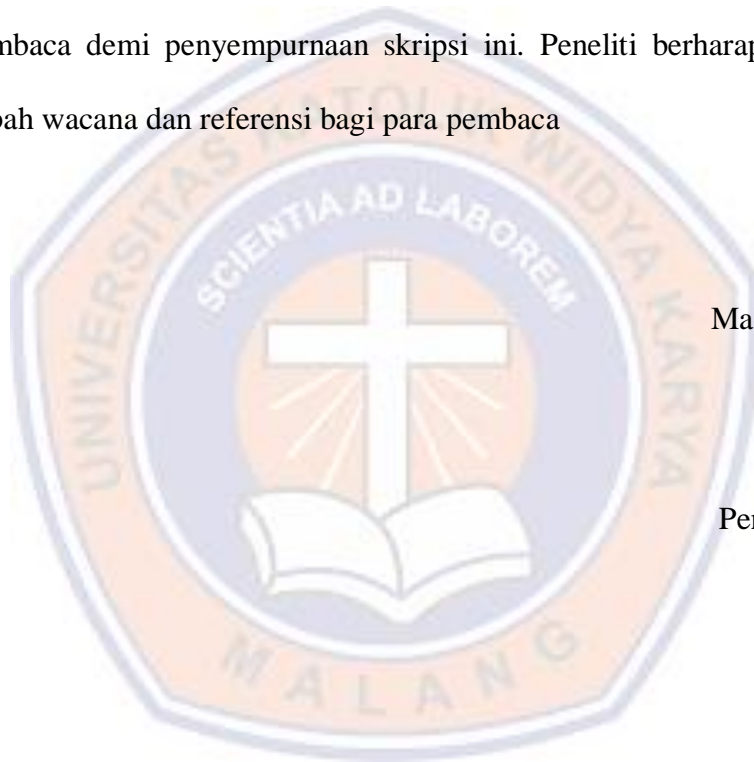 mbaca demi penyempurnaan skripsi ini. Peneliti berharap
bah wacana dan referensi bagi para pembaca
UNIVERSITAS KATOLIK WIDYA KARYA
SCIENTIA AD LABOREM
Ma
Per
MALANG